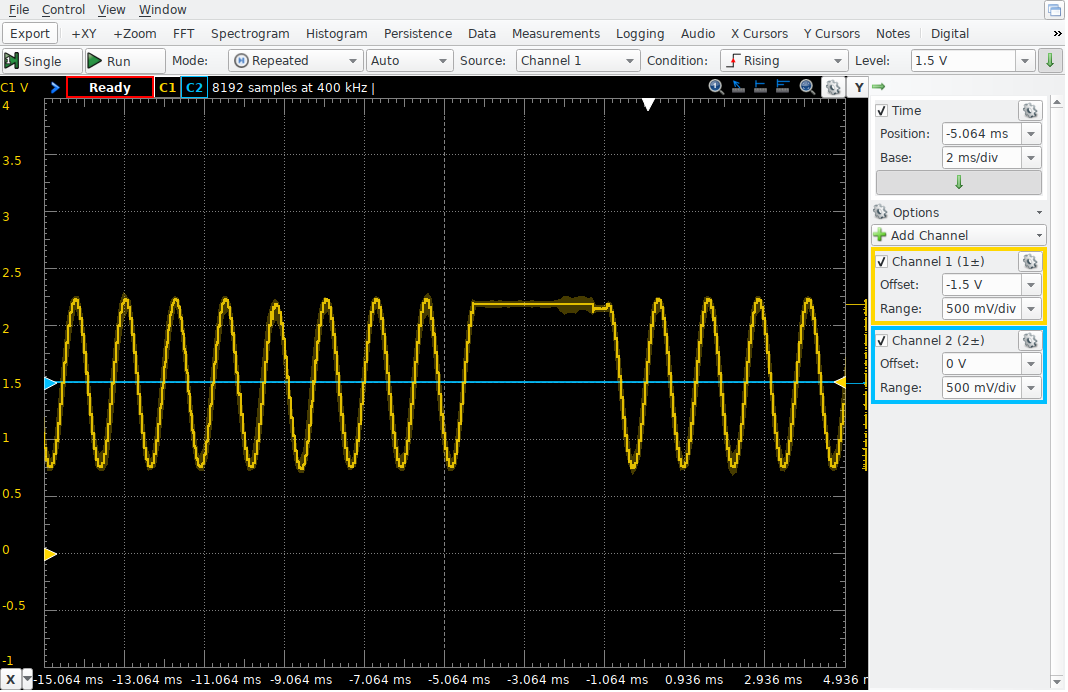 File Control View Window
Export +XY +Zoom FFT Spectrogram Histogram Persistence Data Measurements Logging Audio X Cursors Y Cursors Notes Digital »
Single Run Mode: Repeated Auto Source: Channel 1 Condition: Rising Level: 1.5 V
C1 V Ready C1 C2 8192 samples at 400 kHz | Y
4
3.5
3
2.5
2
1.5
1
0.5
0
-0.5
-1
X -15.064 ms -13.064 ms -11.064 ms -9.064 ms -7.064 ms -5.064 ms -3.064 ms -1.064 ms 0.936 ms 2.936 ms 4.936 r
Time
Position: -5.064 ms
Base: 2 ms/div
Options
Add Channel
Channel 1 (1±)
Offset: -1.5 V
Range: 500 mV/div
Channel 2 (2±)
Offset: 0 V
Range: 500 mV/div